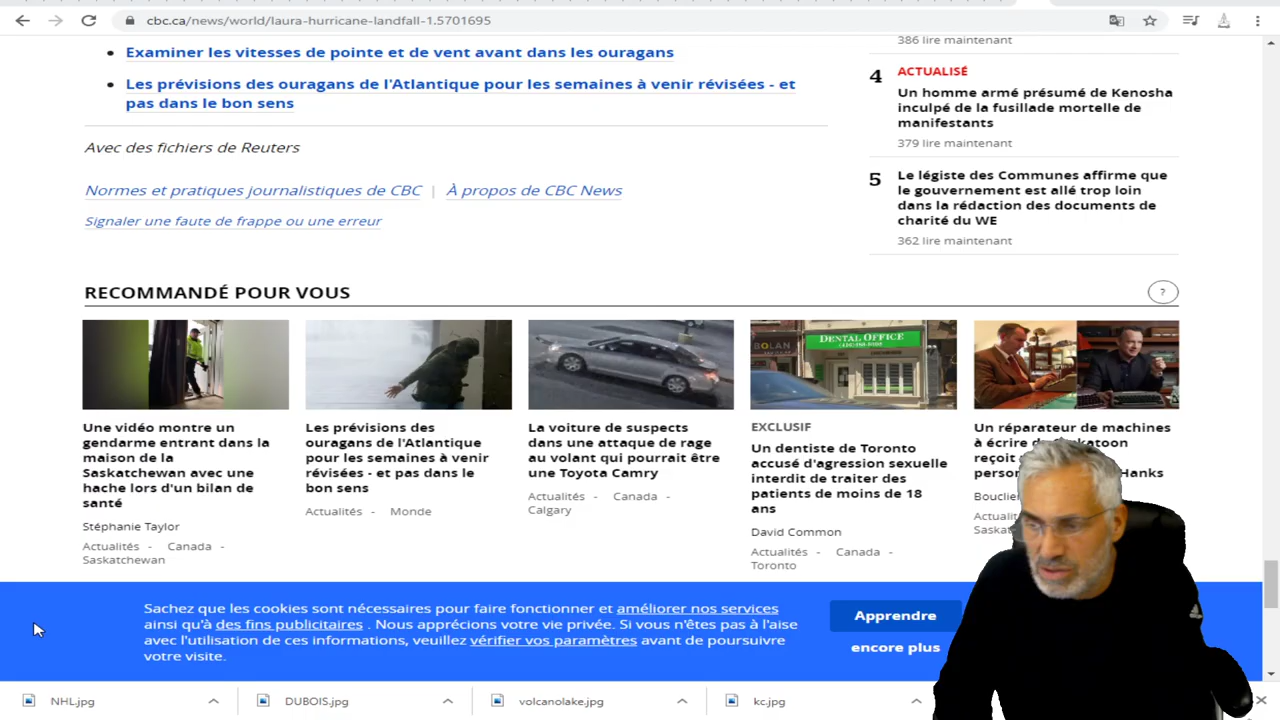 cbc.ca/news/world/laura-hurricane-landfall-1.5701695
Examiner les vitesses de pointe et de vent avant dans les ouragans
Les prévisions des ouragans de l'Atlantique pour les semaines à venir révisées - et
pas dans le bon sens
Avec des fichiers de Reuters
Normes et pratiques journalistiques de CBC | À propos de CBC News
Signaler une faute de frappe ou une erreur
386 lire maintenant
4
ACTUALISÉ
Un homme armé présumé de Kenosha
inculpé de la fusillade mortelle de
manifestants
379 lire maintenant
5
Le légiste des Communes affirme que
le gouvernement est allé trop loin
dans la rédaction des documents de
charité du WE
362 lire maintenant
RECOMMANDÉ POUR VOUS
?
Une vidéo montre un
gendarme entrant dans la
maison de la
Saskatchewan avec une
hache lors d'un bilan de
santé
Stéphanie Taylor
Actualités - Canada -
Saskatchewan
Les prévisions des
ouragans de l'Atlantique
pour les semaines à venir
révisées - et pas dans le
bon sens
Actualités - Monde
La voiture de suspects
dans une attaque de rage
au volant qui pourrait être
une Toyota Camry
Actualités - Canada -
Calgary
BOLAN
DENTAL OFFICE
EXCLUSIF
Un dentiste de Toronto
accusé d'agression sexuelle
interdit de traiter des
patients de moins de 18
ans
David Common
Actualités - Canada -
Toronto
Un réparateur de machines
à écrire de
reçoit
Hanks
Sachez que les cookies sont nécessaires pour faire fonctionner et améliorer nos services
ainsi qu'à des fins publicitaires . Nous apprécions votre vie privée. Si vous n'êtes pas à l'aise
avec l'utilisation de ces informations, veuillez vérifier vos paramètres avant de poursuivre
votre visite.
Apprendre
encore plus
NHL.jpg
DUBOIS.jpg
volcanolake.jpg
kc.jpg